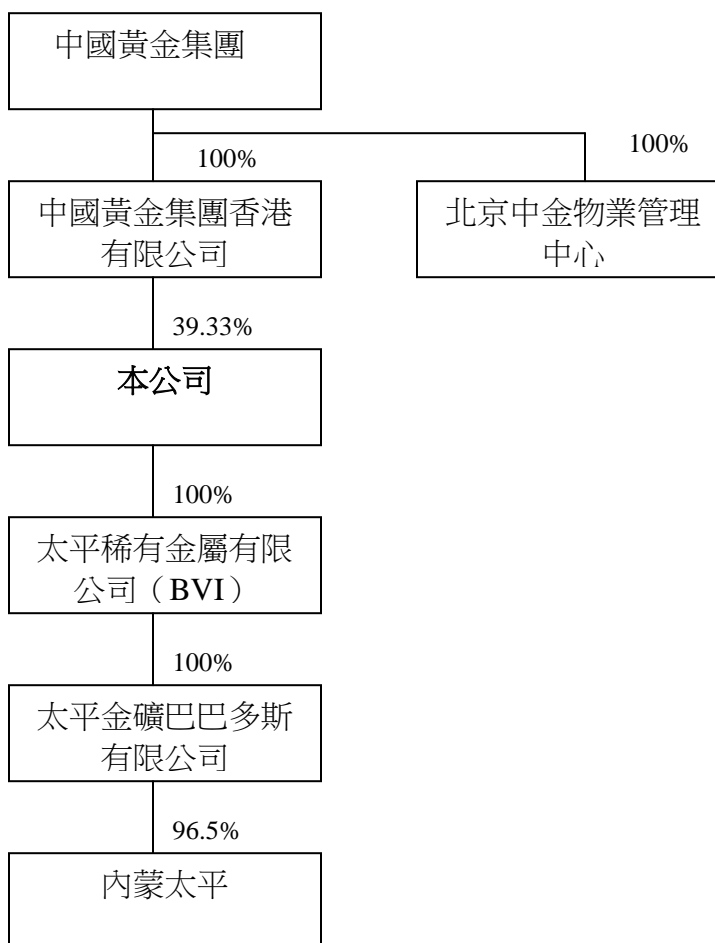 中國黃金集團
100%
100%
中國黃金集團香港
有限公司
北京中金物業管理
中心
39.33%
本公司
100%
太平稀有金屬有限
公司（BVI）
100%
太平金礦巴巴多斯
有限公司
96.5%
內蒙太平